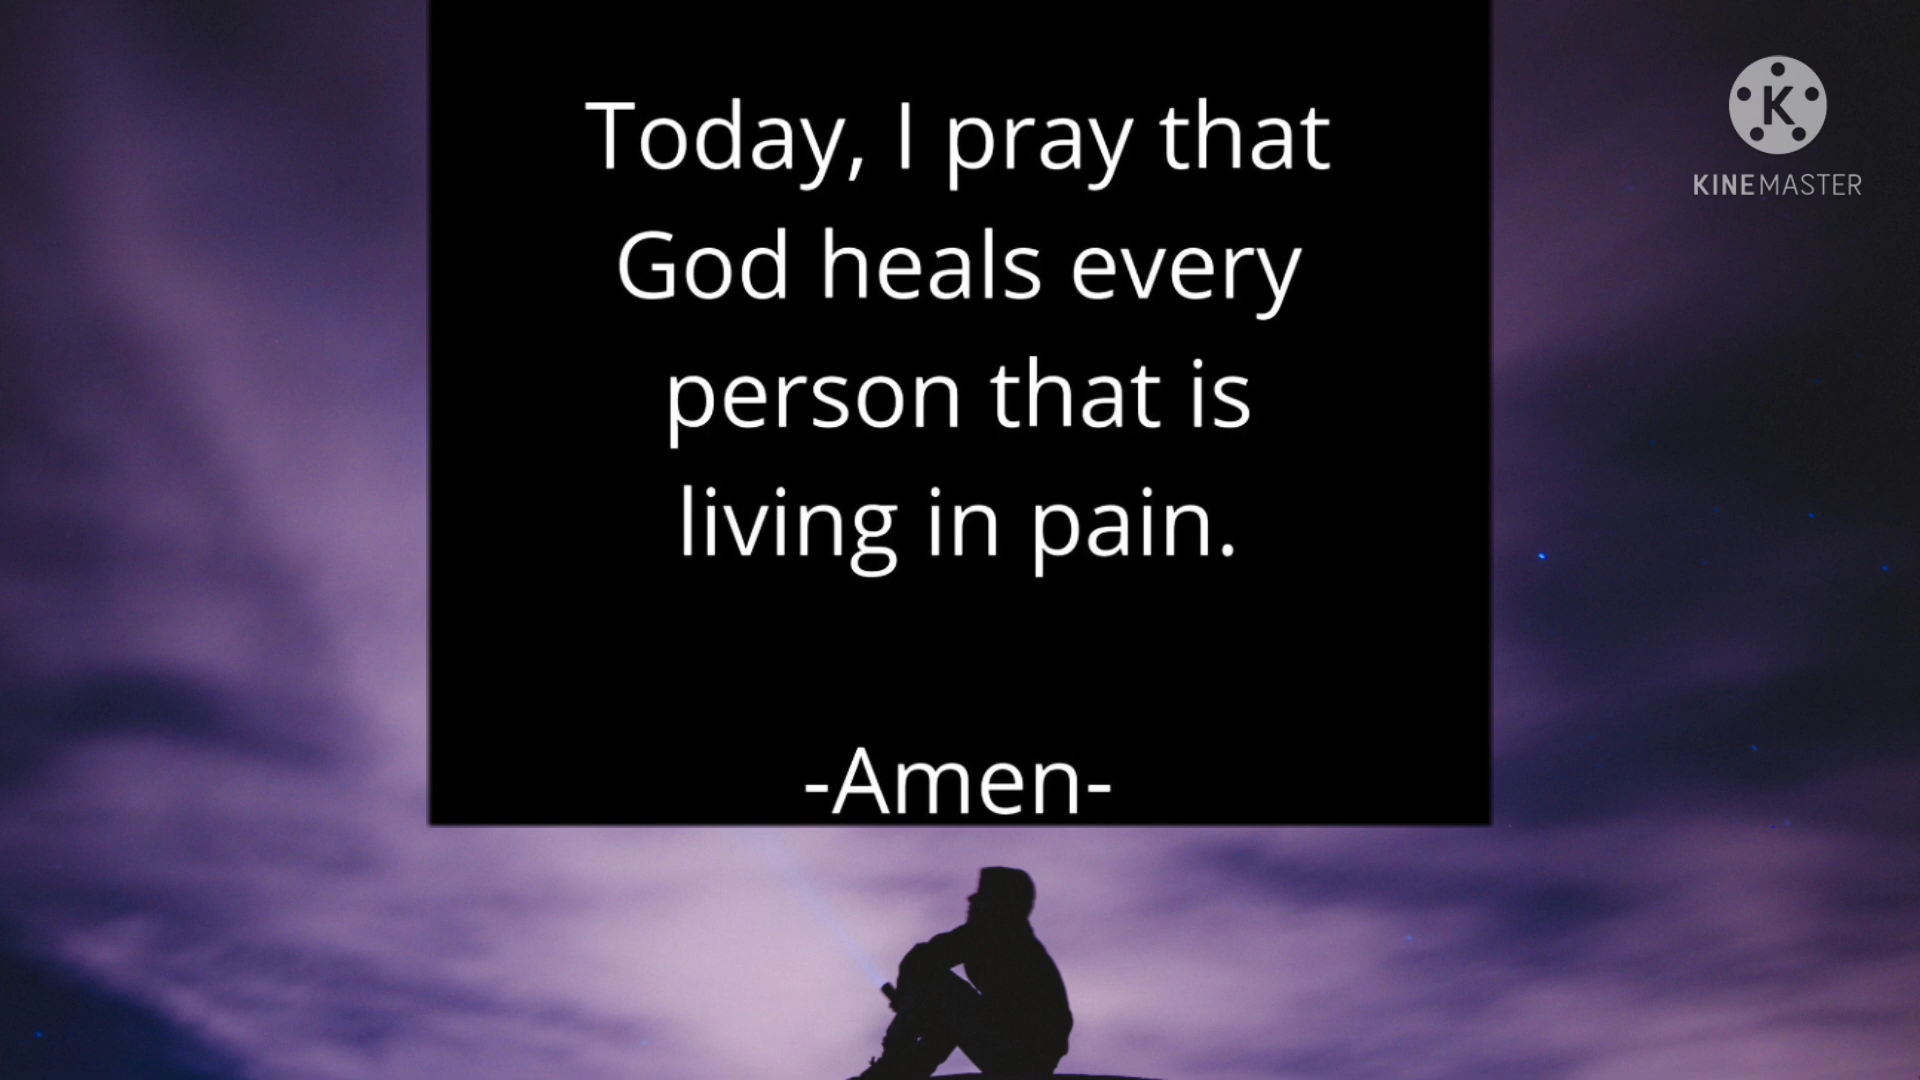 Today, I pray that
God heals every
person that is
living in pain.
-Amen-
K
KINEMASTER